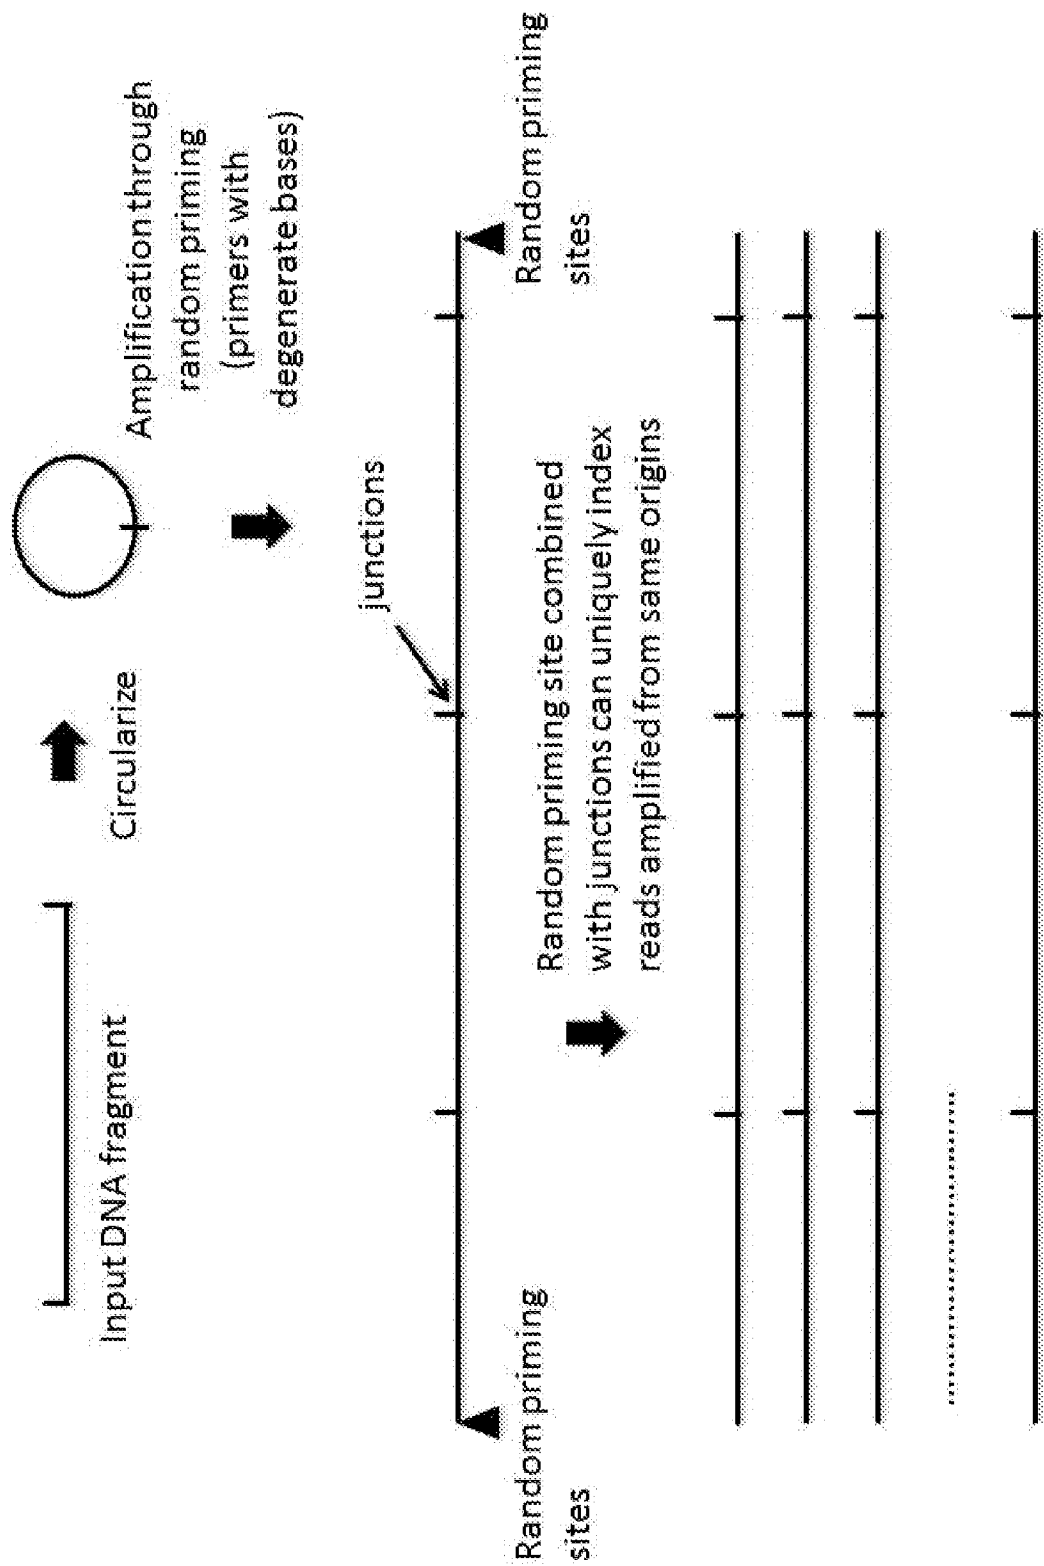 Input DNA fragment
Circularize
Amplification through
random priming
(primers with
degenerate bases)
junctions
Random priming
sites
Random priming
sites
Random priming site combined
with junctions can uniquely index
reads amplified from same origins